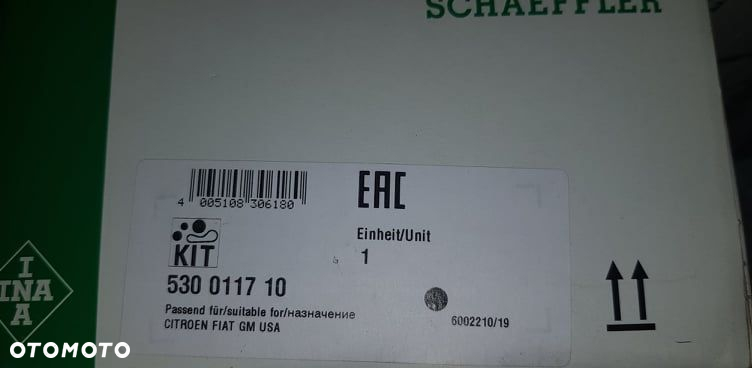 SCHAEFFLER
4 005108 306180
EAC
KIT
Einheit/Unit
1
530 0117 10
Passend für/suitable for/назначение
CITROEN FIAT GM USA
6002210/19
INA
INA
OTOMOTO